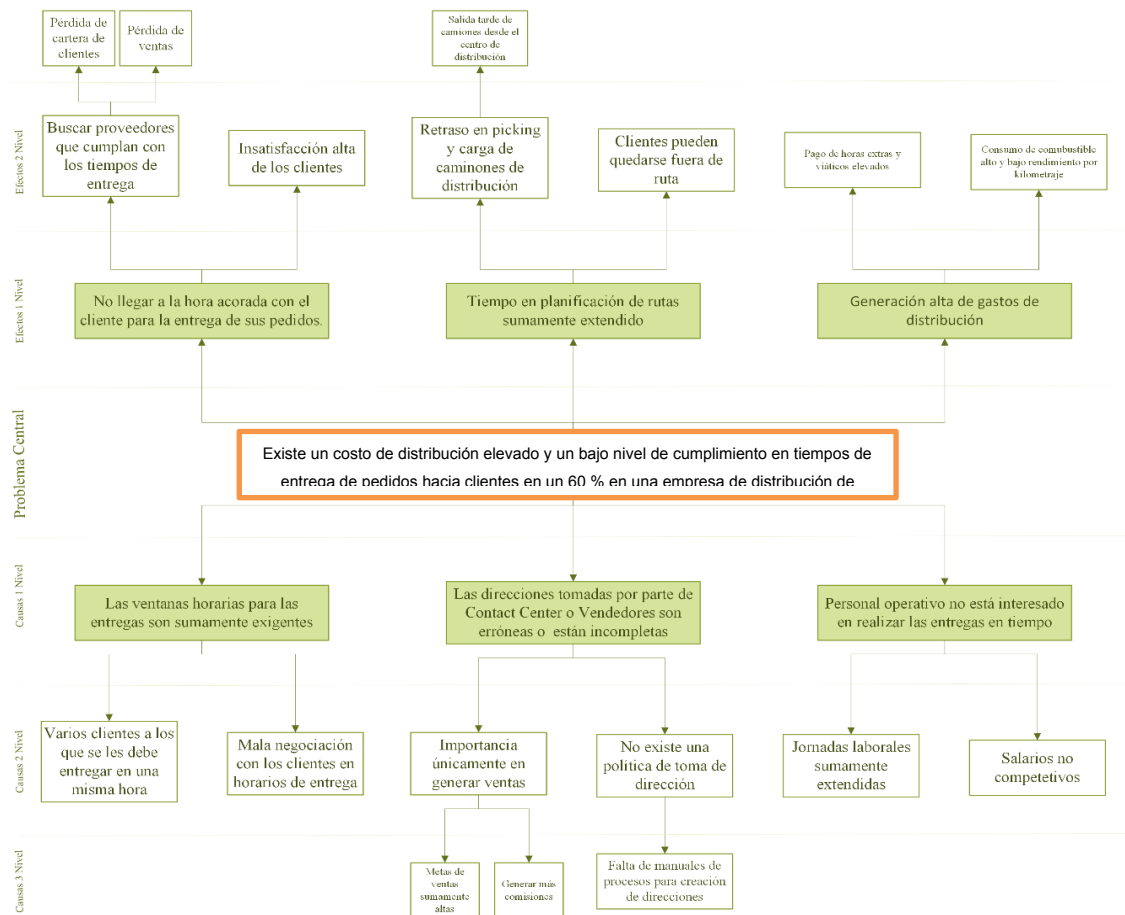 Pérdida de
cartera de
clientes
Pérdida de
ventas
Salida tarde de
camiones desde el
centro de
distribución
Efectos 2 Nivel
Buscar proveedores
que cumplan con
los tiempos de
entrega
Insatisfacción alta
de los clientes
Retraso en picking
y carga de
caminones de
distribución
Clientes pueden
quedarse fuera de
ruta
Pago de horas extras y
viáticos elevados
Consumo de comubustible
alto y bajo rendimiento por
kilometraje
Efectos 1 Nivel
No llegar a la hora acorada con el
cliente para la entrega de sus pedidos.
Tiempo en planificación de rutas
sumamente extendido
Generación alta de gastos de
distribución
Problema Central
Existe un costo de distribución elevado y un bajo nivel de cumplimiento en tiempos de
entrega de pedidos hacia clientes en un 60 % en una empresa de distribución de
Causas 1 Nivel
Las ventanas horarias para las
entregas son sumamente exigentes
Las direcciones tomadas por parte de
Contact Center o Vendedores son
erróneas o están incompletas
Personal operativo no está interesado
en realizar las entregas en tiempo
Causas 2 Nivel
Varios clientes a los
que se les debe
entregar en una
misma hora
Mala negociación
con los clientes en
horarios de entrega
Importancia
únicamente en
generar ventas
No existe una
política de toma de
dirección
Jornadas laborales
sumamente
extendidas
Salarios no
competetivos
Causas 3 Nivel
Metas de
ventas
sumamente
altas
Generar más
comisiones
Falta de manuales de
procesos para creación
de direcciones